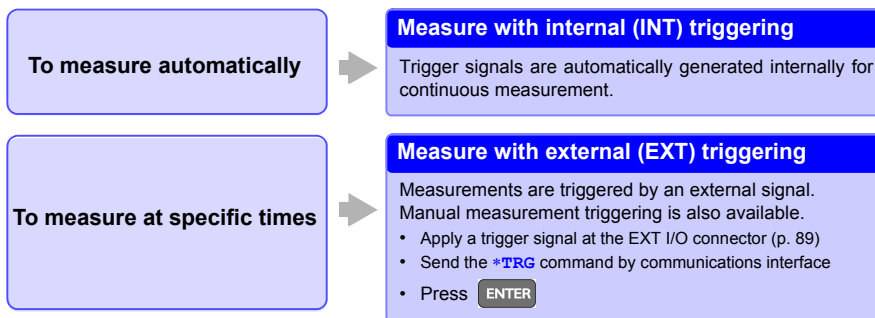 To measure automatically
Measure with internal (INT) triggering
Trigger signals are automatically generated internally for
continuous measurement.
To measure at specific times
Measure with external (EXT) triggering
Measurements are triggered by an external signal.
Manual measurement triggering is also available.
• Apply a trigger signal at the EXT I/O connector (p. 89)
• Send the *TRG command by communications interface
• Press ENTER